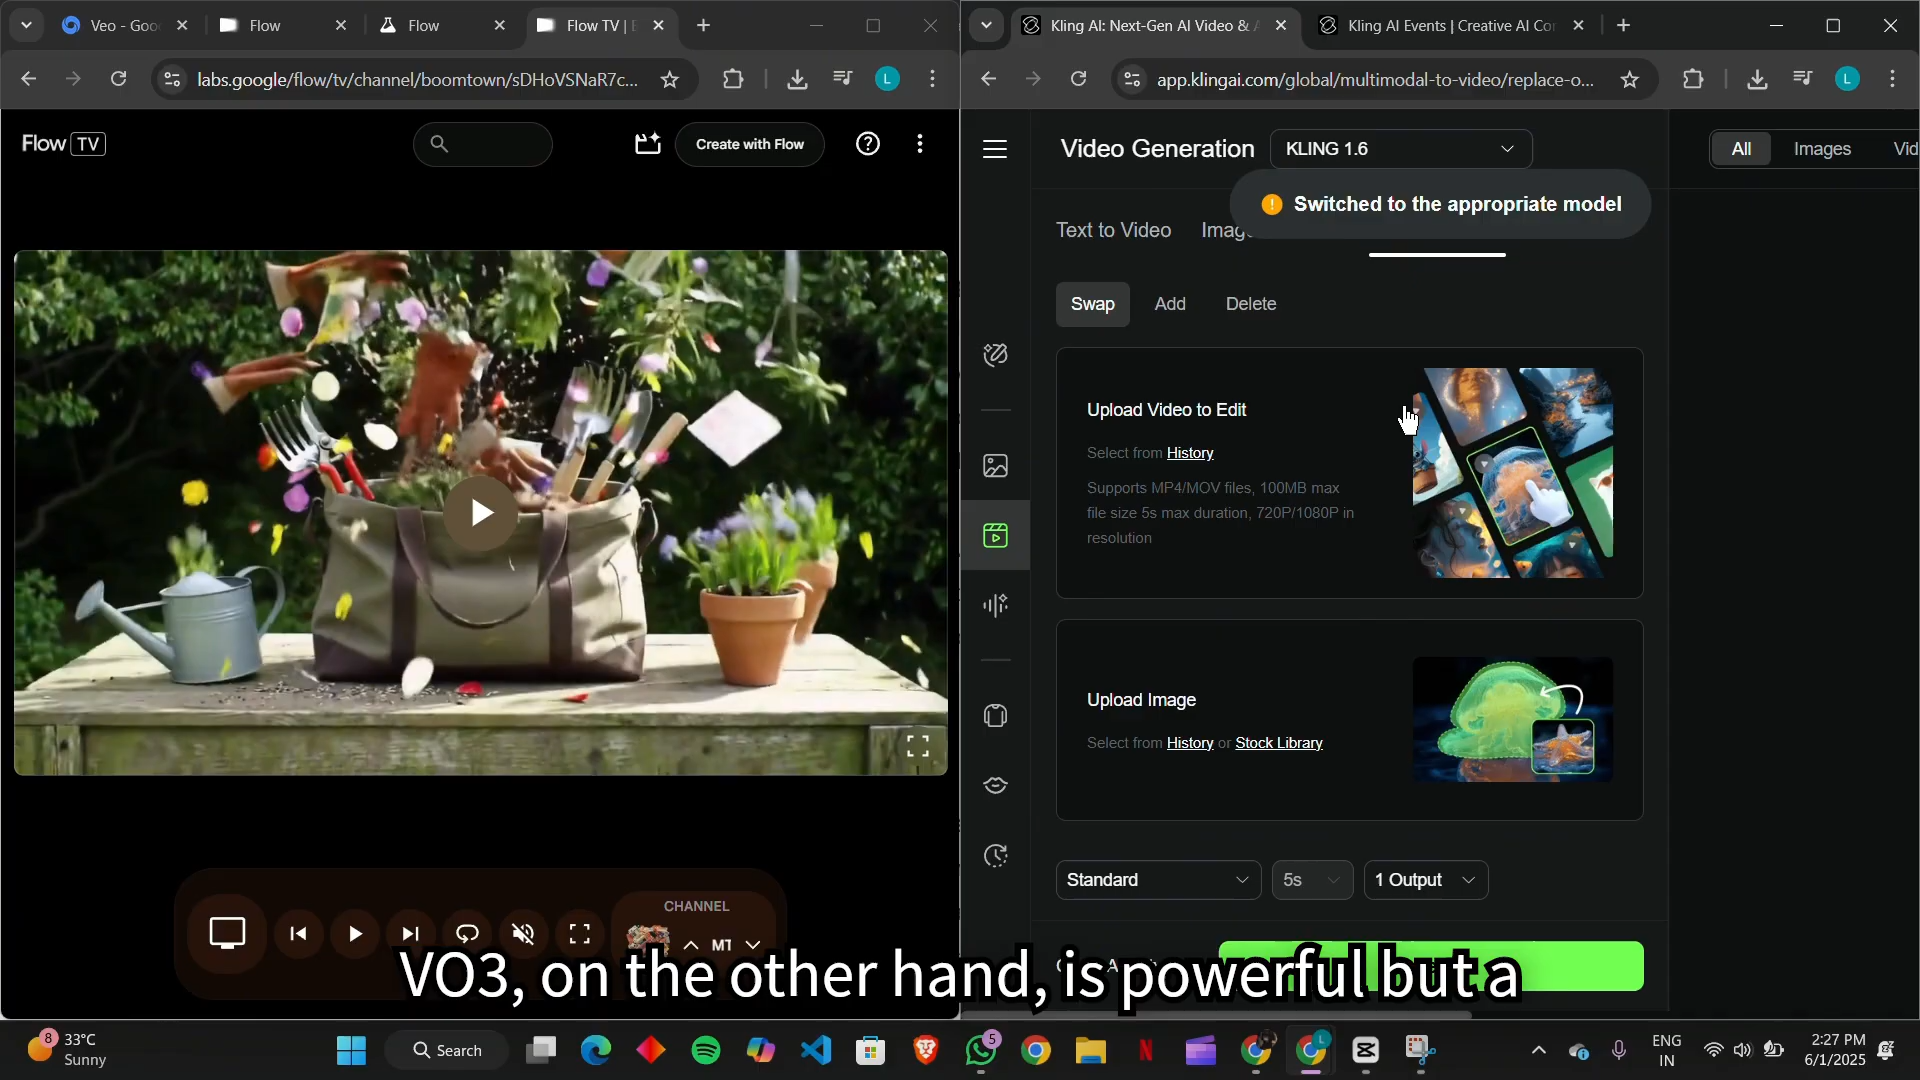 Veo - Goo
Flow
Flow
Flow TV | E
Kling AI: Next-Gen AI Video & A
Kling AI Events | Creative AI Co
labs.google/flow/tv/channel/boomtown/sDHoVSNaR7c...
L
app.klingai.com/global/multimodal-to-video/replace-o...
L
Flow TV
Create with Flow
Video Generation
KLING 1.6
All
Images
Vid
Switched to the appropriate model
Text to Video
Image
Swap
Add
Delete
Upload Video to Edit
Select from History
Supports MP4/MOV files, 100MB max
file size 5s max duration, 720P/1080P in
resolution
Upload Image
Select from History or Stock Library
Standard
5s
1 Output
CHANNEL
VO3, on the other hand, is powerful but a
8
33°C
Sunny
Search
5
L
ENG
IN
2:27 PM
6/1/2025